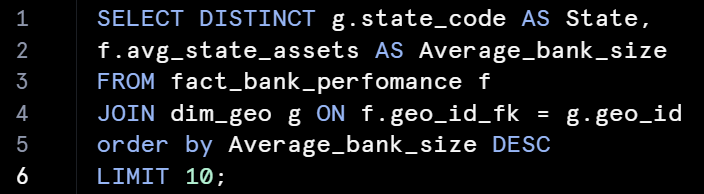 1 SELECT DISTINCT g.state_code AS State,
2 f.avg_state_assets AS Average_bank_size
3 FROM fact_bank_perfomance f
4 JOIN dim_geo g ON f.geo_id_fk = g.geo_id
5 order by Average_bank_size DESC
6 LIMIT 10;